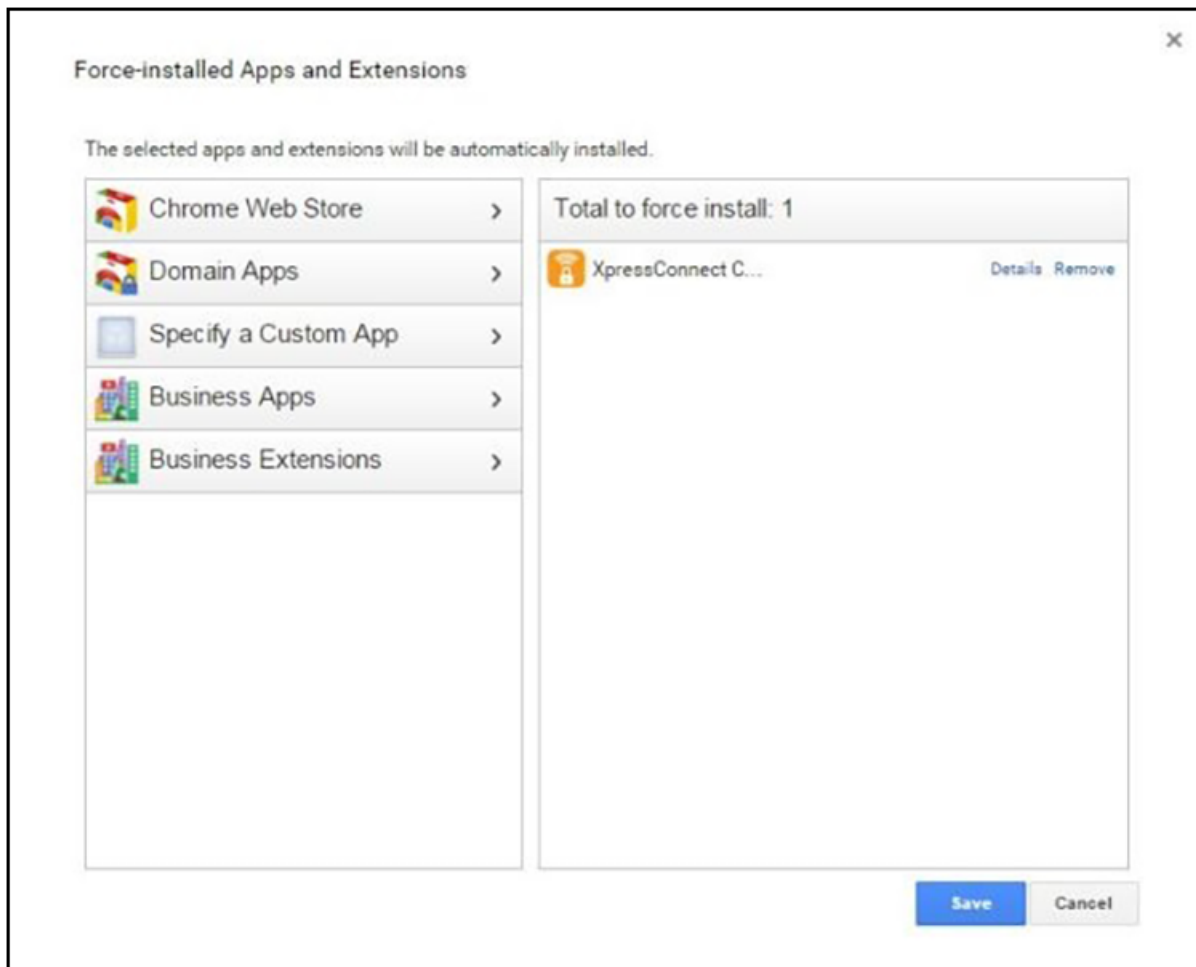 Force-installed Apps and Extensions
The selected apps and extensions will be automatically installed.
Chrome Web Store
Domain Apps
Specify a Custom App
Business Apps
Business Extensions
Total to force install: 1
XpressConnect C... Details Remove
Save Cancel